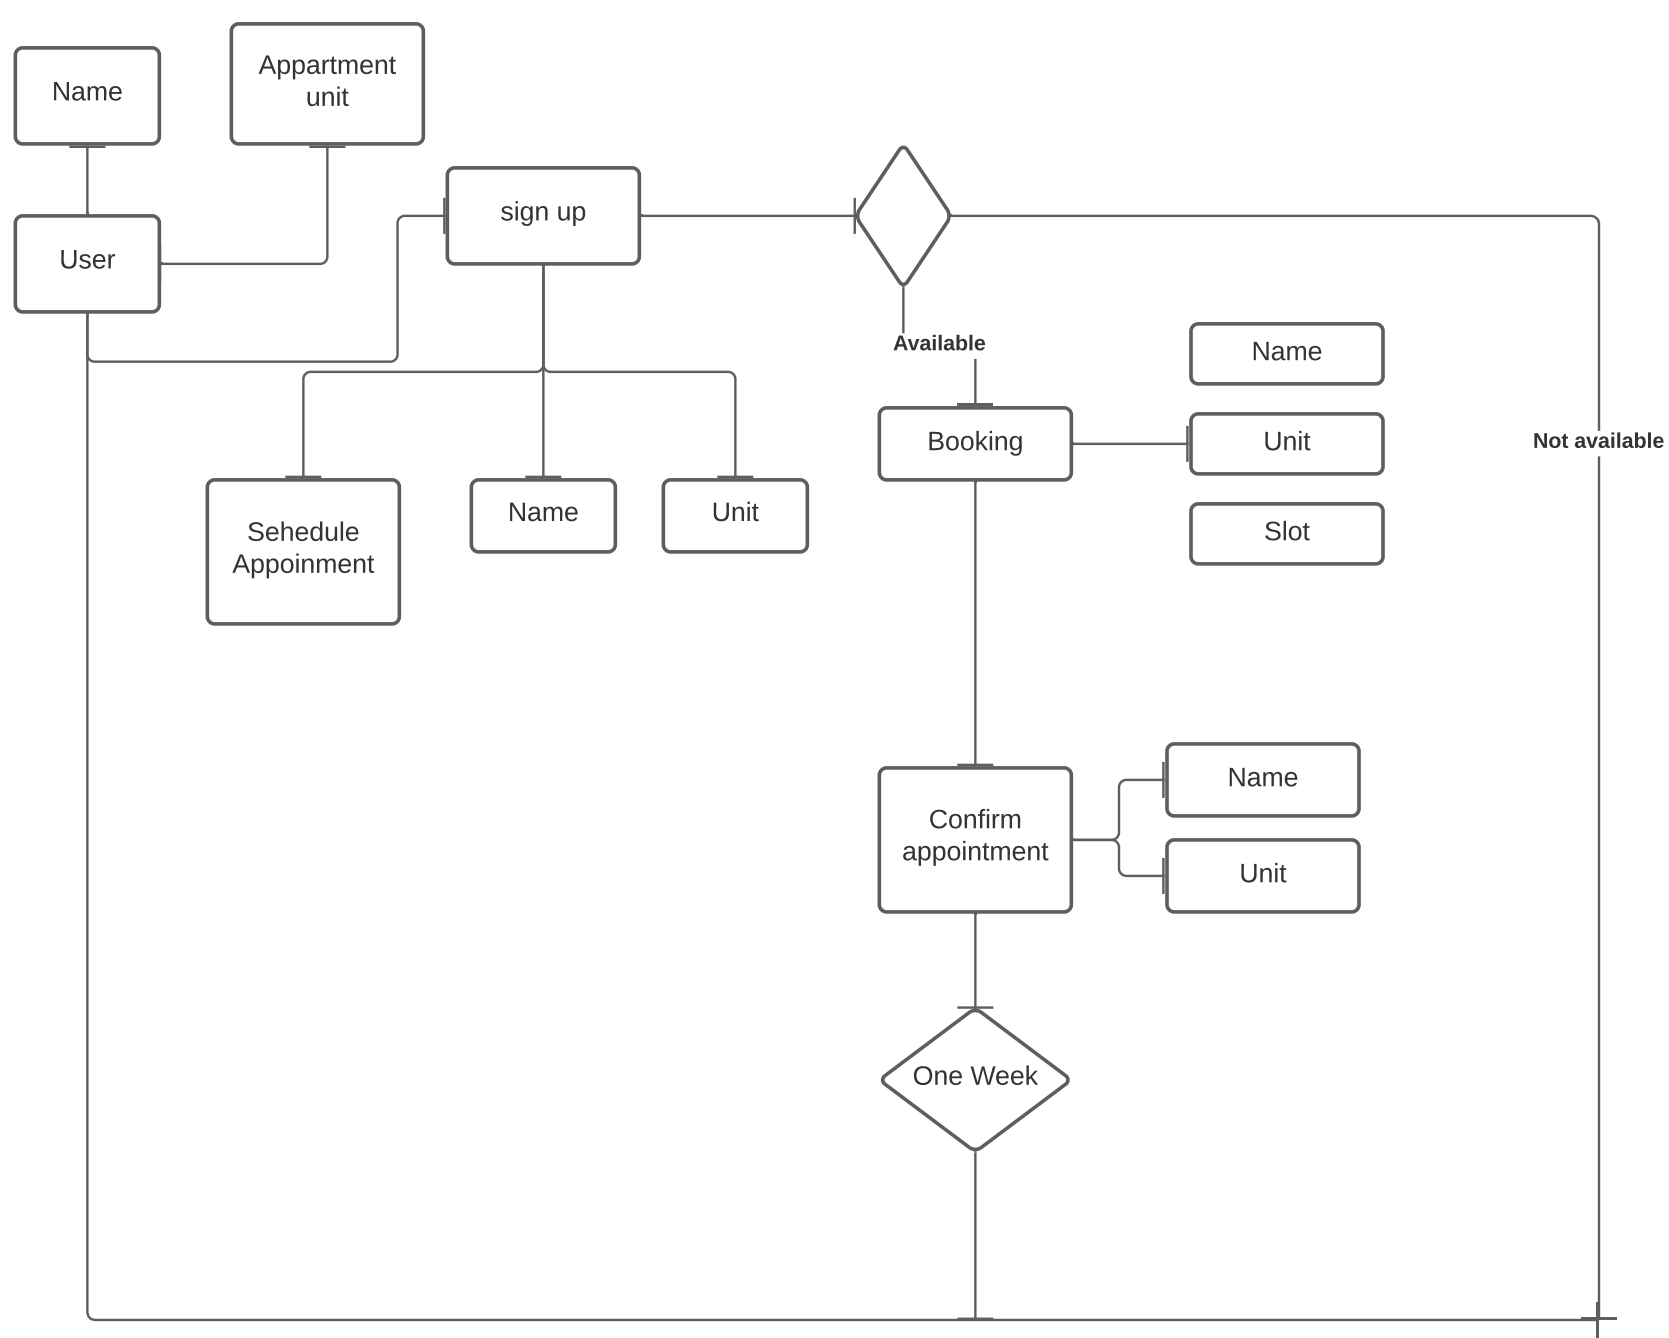 Name
Appartment
unit
User
sign up
Available
Name
Booking
Unit
Not available
Slot
Sehedule
Appoinment
Name
Unit
Confirm
appointment
Name
Unit
One Week